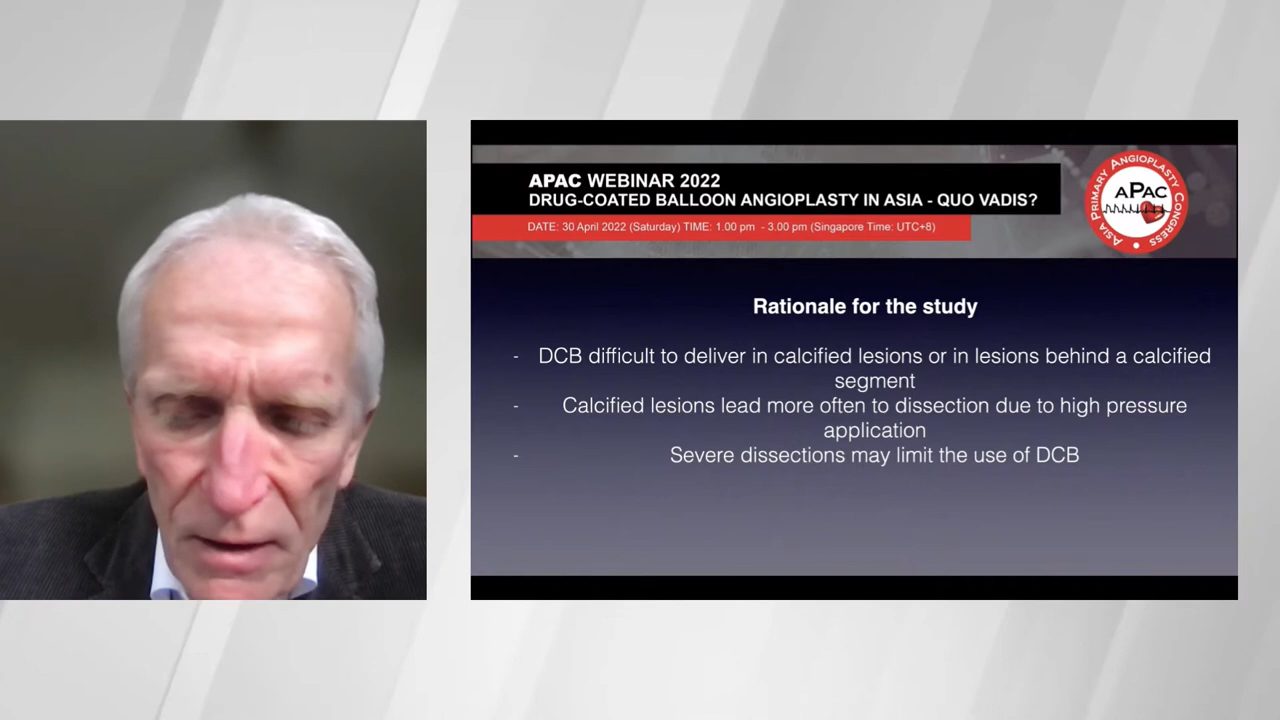 APAC WEBINAR 2022
DRUG-COATED BALLOON ANGIOPLASTY IN ASIA - QUO VADIS?
DATE: 30 April 2022 (Saturday) TIME: 1.00 pm - 3.00 pm (Singapore Time: UTC+8)
ASIA PRIMARY ANGIOPLASTY CONGRESS
aPAC
Rationale for the study
- DCB difficult to deliver in calcified lesions or in lesions behind a calcified
segment
- Calcified lesions lead more often to dissection due to high pressure
application
- Severe dissections may limit the use of DCB